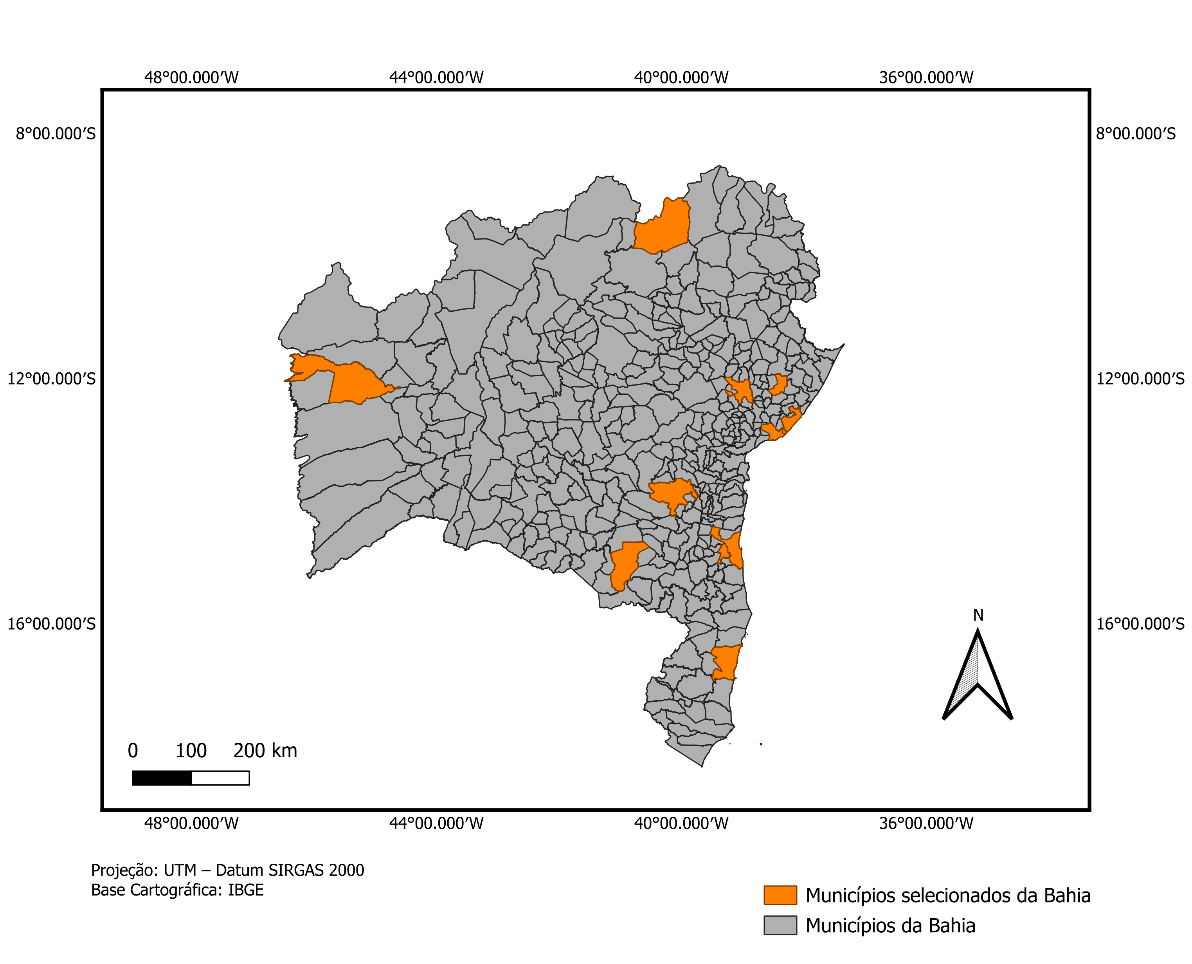 48°00.000′W 44°00.000′W 40°00.000′W 36°00.000′W
8°00.000′S 8°00.000′S
12°00.000′S 12°00.000′S
16°00.000′S 16°00.000′S
N
0 100 200 km
48°00.000′W 44°00.000′W 40°00.000′W 36°00.000′W
Projeção: UTM – Datum SIRGAS 2000
Base Cartográfica: IBGE
Municípios selecionados da Bahia
Municípios da Bahia